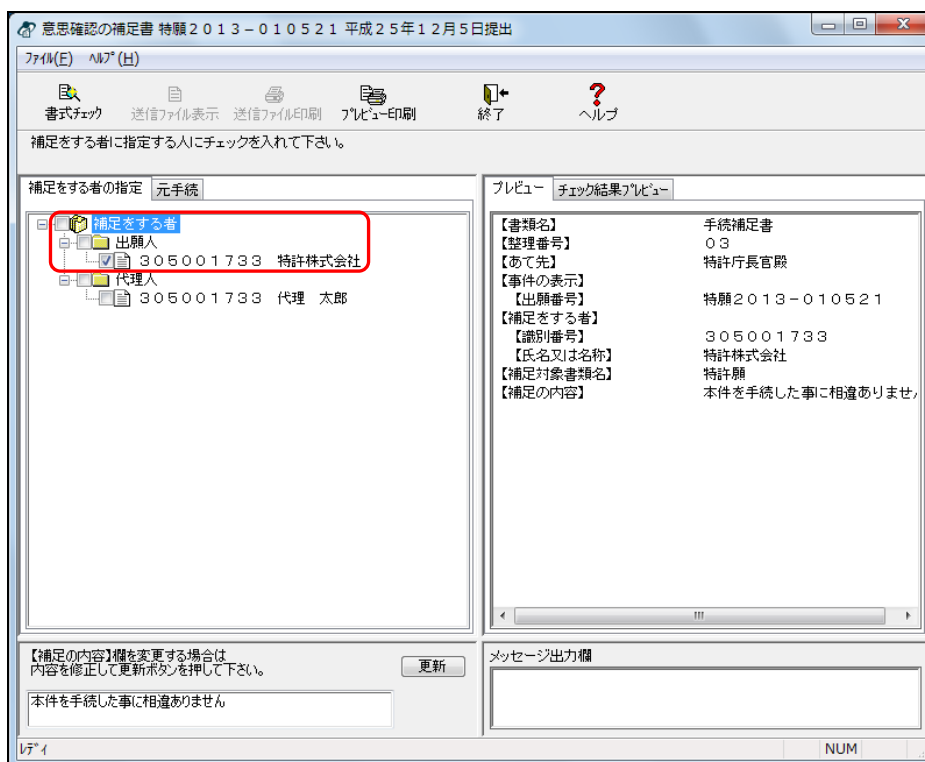 意思確認の補足書 特願２０１３－０１０５２１ 平成２５年１２月５日提出
ﾌｧｲﾙ(F) ﾍﾙﾌﾟ(H)
書式ﾁｪｯｸ 送信ﾌｧｲﾙ表示 送信ﾌｧｲﾙ印刷 ﾌﾟﾚﾋﾞｭｰ印刷 終了 ヘルプ
補足をする者に指定する人にチェックを入れて下さい。
補足をする者の指定 元手続
補足をする者
出願人
３０５００１７３３ 特許株式会社
代理人
３０５００１７３３ 代理 太郎
プレビュー ﾁｪｯｸ結果ﾌﾟﾚﾋﾞｭｰ
【書類名】 手続補足書
【整理番号】 ０３
【あて先】 特許庁長官殿
【事件の表示】
【出願番号】 特願２０１３－０１０５２１
【補足をする者】
【識別番号】 ３０５００１７３３
【氏名又は名称】 特許株式会社
【補足対象書類名】 特許願
【補足の内容】 本件を手続した事に相違ありませ
【補足の内容】欄を変更する場合は
内容を修正して更新ボタンを押して下さい。
更新
本件を手続した事に相違ありません
メッセージ出力欄
ﾚﾃﾞｨ NUM